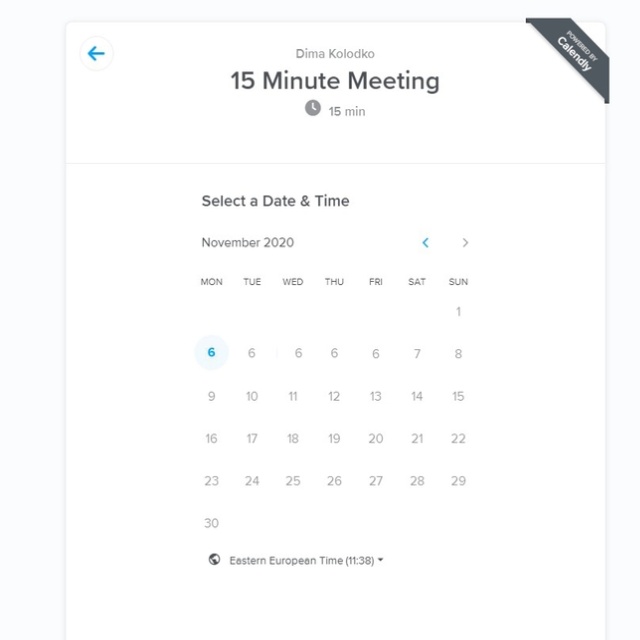 Dima Kolodko
POWERED BY
Calendly
15 Minute Meeting
15 min
Select a Date & Time
November 2020
MON TUE WED THU FRI SAT SUN
1
6 6 6 6 6 7 8
9 10 11 12 13 14 15
16 17 18 19 20 21 22
23 24 25 26 27 28 29
30
Eastern European Time (11:38)